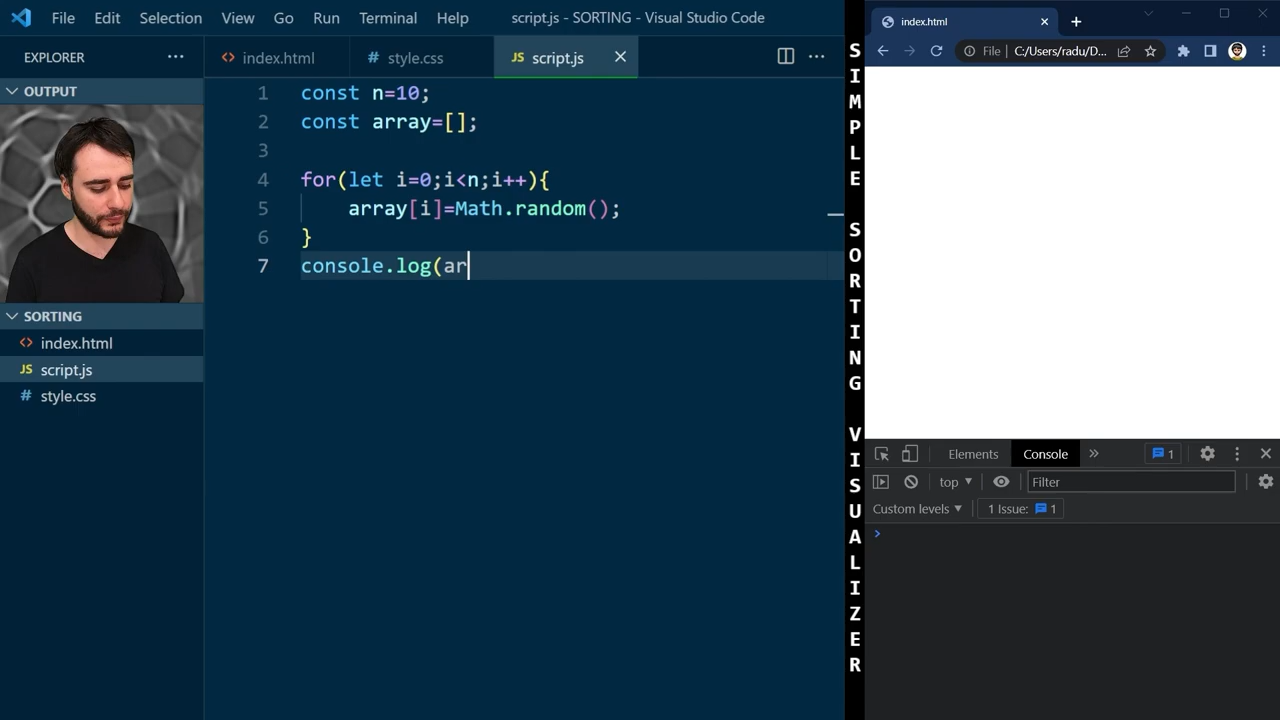 File Edit Selection View Go Run Terminal Help script.js - SORTING - Visual Studio Code
EXPLORER
OUTPUT
SORTING
<> index.html
JS script.js
# style.css
<> index.html # style.css JS script.js
1 const n=10;
2 const array=[];
3
4 for(let i=0;i<n;i++){
5 array[i]=Math.random();
6 }
7 console.log(ar
SIMPLE SORTING VISUALIZER
index.html
File C:/Users/radu/D...
Elements Console 1
top Filter
Custom levels 1 Issue: 1